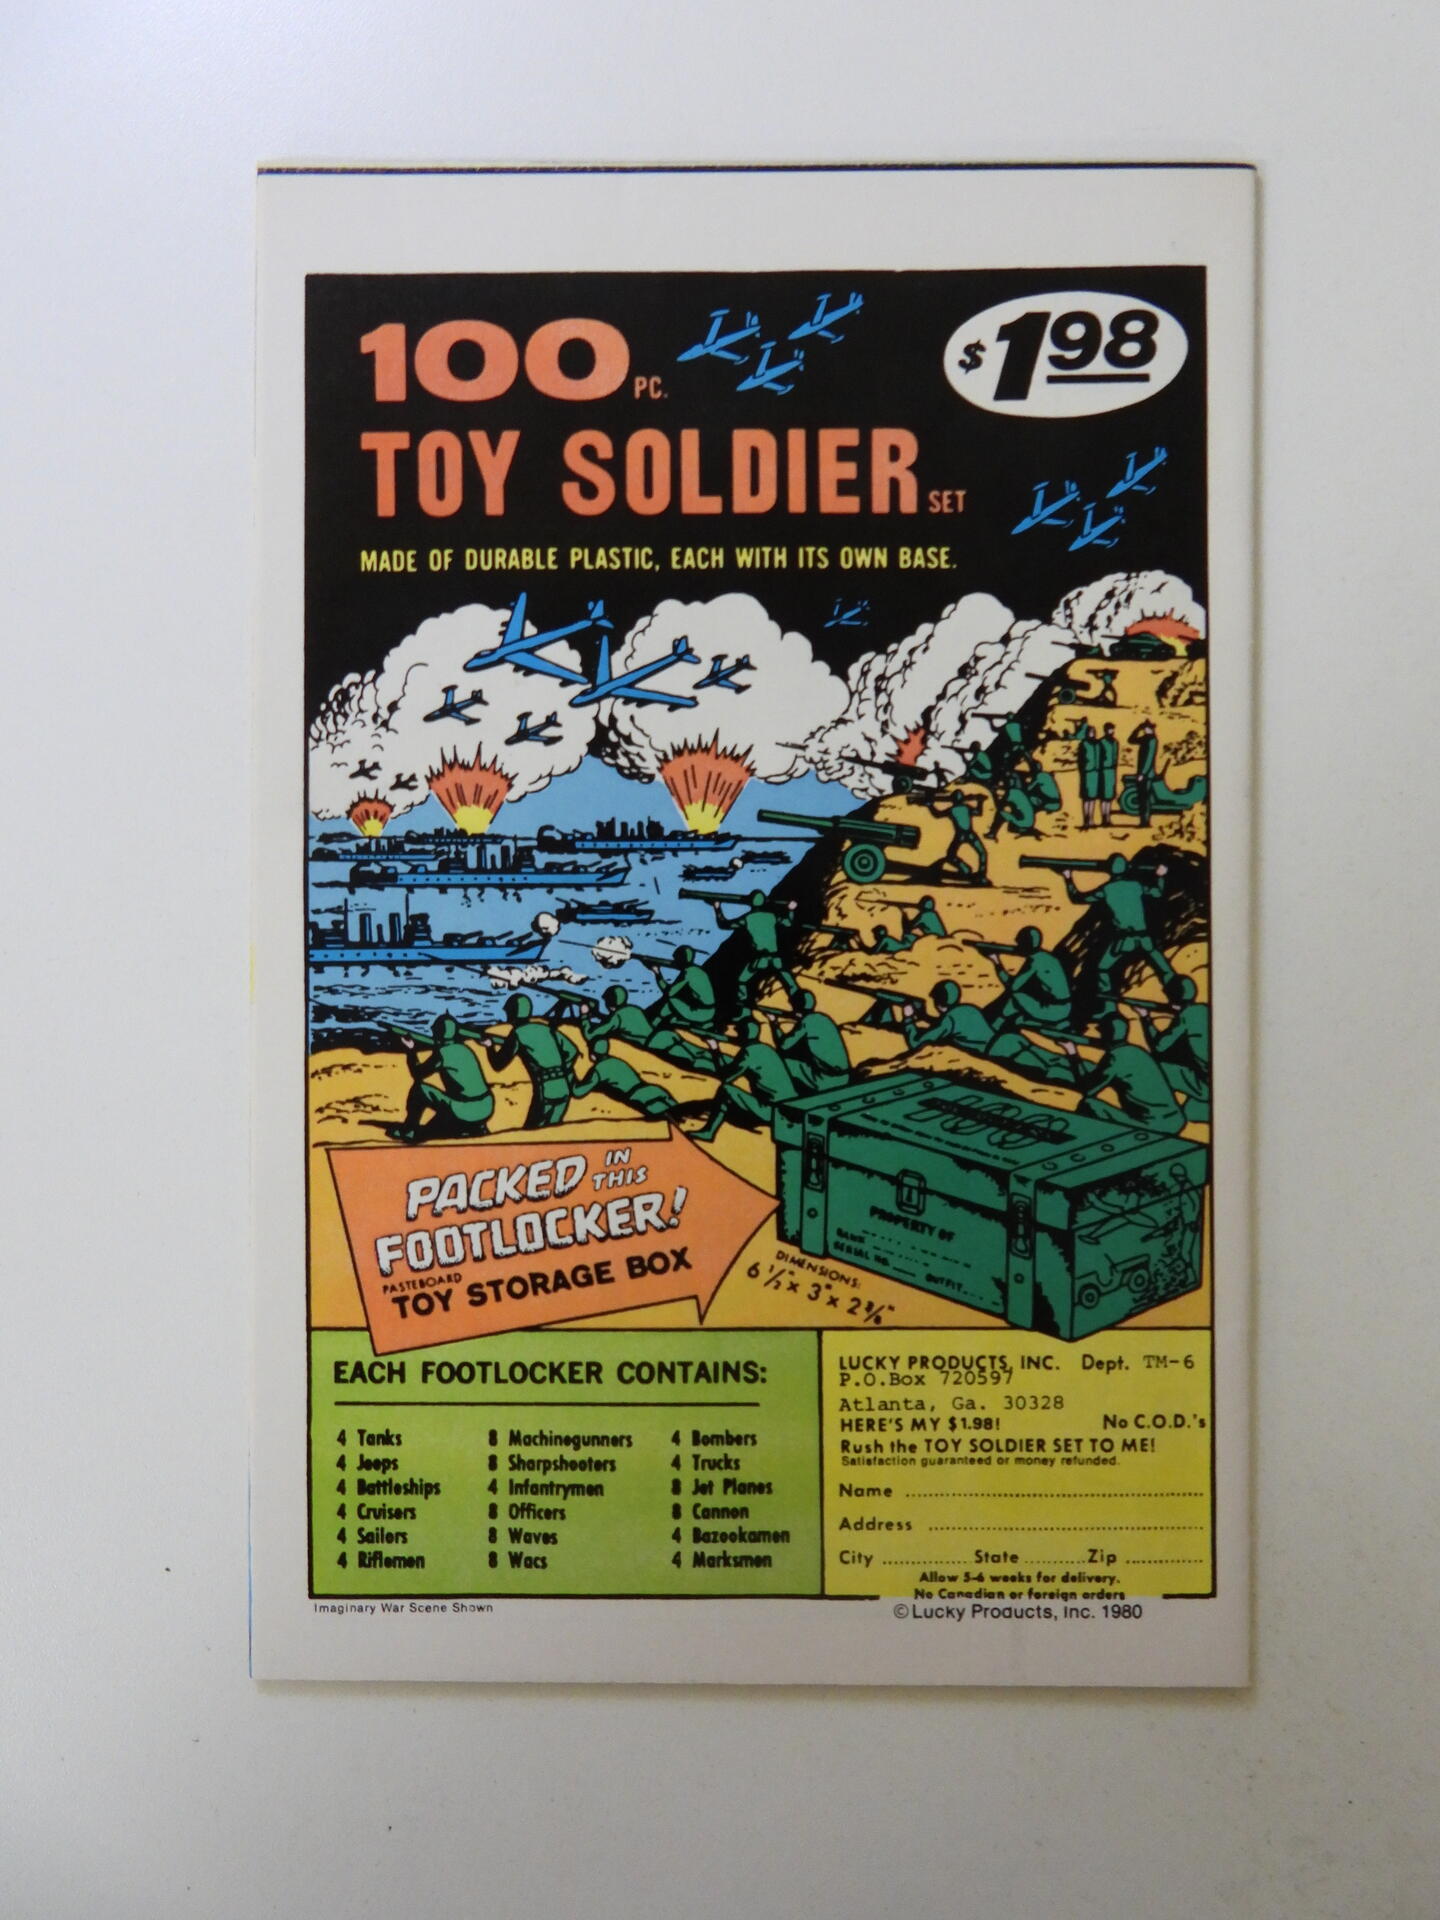 $1.98
100 PC.
TOY SOLDIER SET
MADE OF DURABLE PLASTIC, EACH WITH ITS OWN BASE.
PACKED IN THIS
FOOTLOCKER!
PASTEBOARD
TOY STORAGE BOX
PROPERTY OF
SERIAL NO.
OUTFIT
DIMENSIONS:
6 1/2" x 3" x 2 3/8"
EACH FOOTLOCKER CONTAINS:
4 Tanks
4 Jeeps
4 Battleships
4 Cruisers
4 Sailers
4 Riflemen
8 Machinegunners
8 Sharpshooters
4 Infantrymen
8 Officers
8 Waves
8 Wacs
4 Bombers
4 Trucks
8 Jet Planes
8 Cannon
4 Bazookamen
4 Marksmen
LUCKY PRODUCTS, INC. Dept. TM-6
P.O.Box 720597
Atlanta, Ga. 30328
HERE'S MY $1.98! No C.O.D.'s
Rush the TOY SOLDIER SET TO ME!
Satisfaction guaranteed or money refunded.
Name
Address
City State Zip
Allow 5-6 weeks for delivery.
No Canadian or foreign orders
Imaginary War Scene Shown
© Lucky Products, Inc. 1980